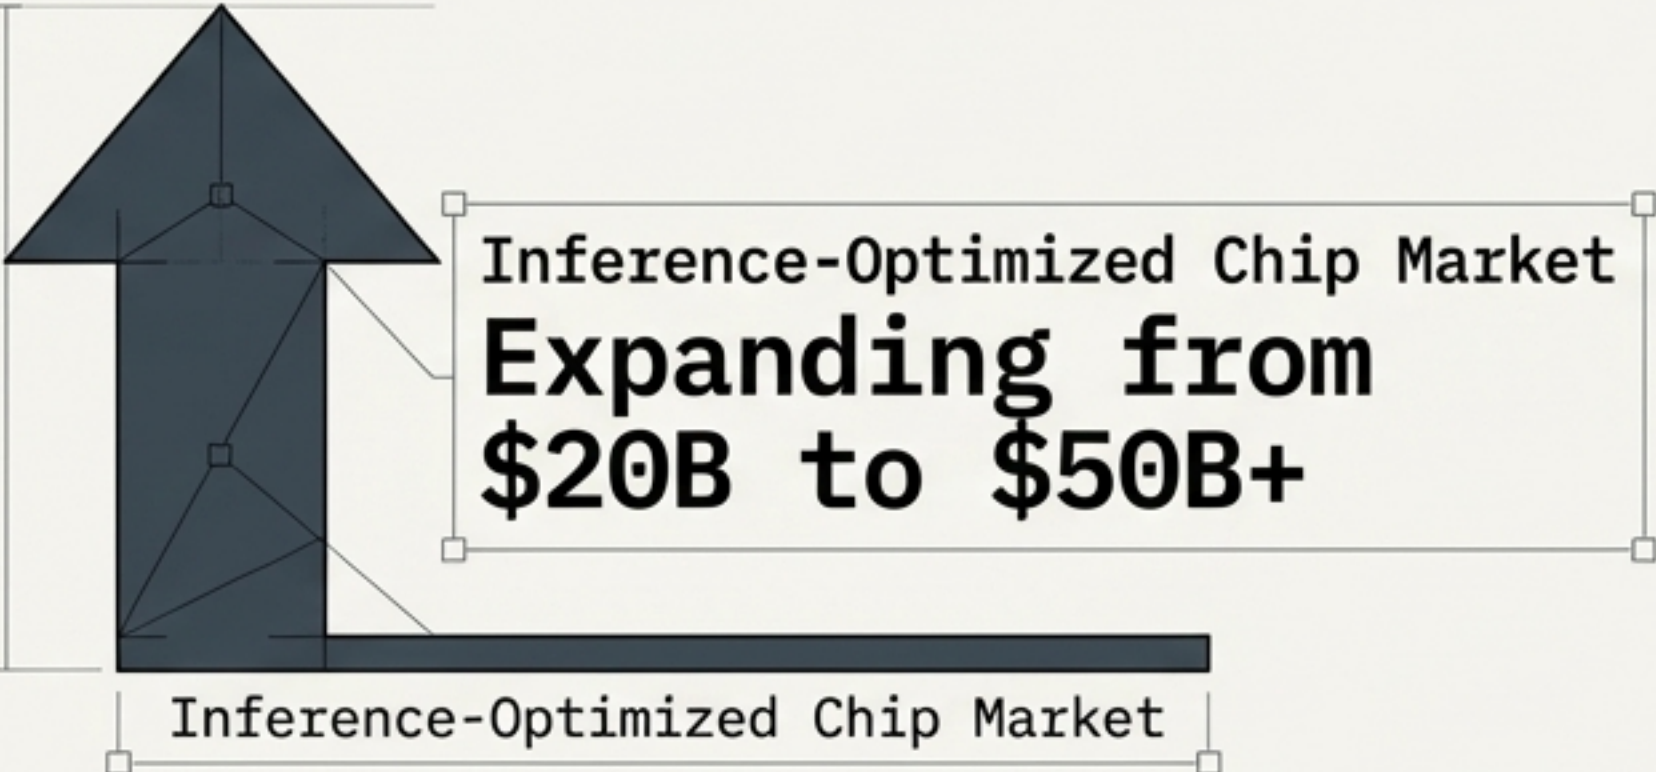 Inference-Optimized Chip Market
Expanding from
$20B to $50B+
Inference-Optimized Chip Market